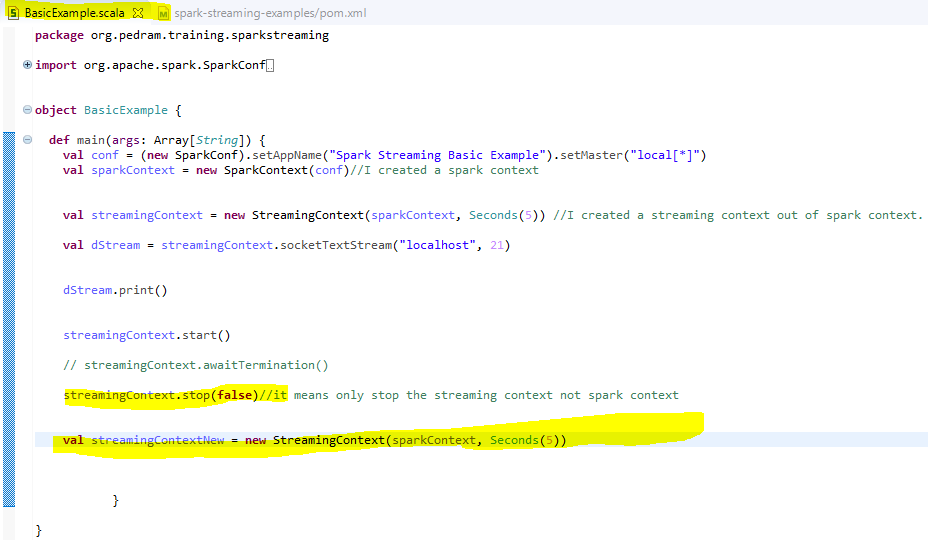 BasicExample.scala spark-streaming-examples/pom.xml
package org.pedram.training.sparkstreaming
import org.apache.spark.SparkConf
object BasicExample {
def main(args: Array[String]) {
val conf = (new SparkConf).setAppName("Spark Streaming Basic Example").setMaster("local[*]")
val sparkContext = new SparkContext(conf)//I created a spark context
val streamingContext = new StreamingContext(sparkContext, Seconds(5)) //I created a streaming context out of spark context.
val dStream = streamingContext.socketTextStream("localhost", 21)
dStream.print()
streamingContext.start()
// streamingContext.awaitTermination()
streamingContext.stop(false)//it means only stop the streaming context not spark context
val streamingContextNew = new StreamingContext(sparkContext, Seconds(5))
}
}